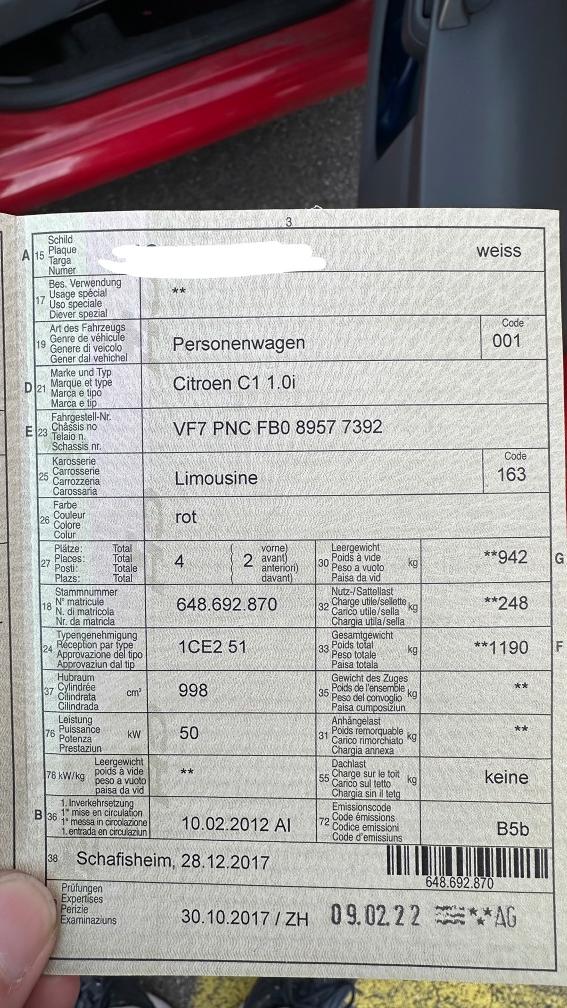 3
A 15 Schild
Plaque
Targa
Numer
weiss
17 Bes. Verwendung
Usage spécial
Uso speciale
Diever spezial
**
19 Art des Fahrzeugs
Genre de véhicule
Genere di veicolo
Gener dal vehichel
Personenwagen
Code
001
D 21 Marke und Typ
Marque et type
Marca e tipo
Marca e tip
Citroen C1 1.0i
E 23 Fahrgestell-Nr.
Châssis no
Telaio n.
Schassis nr.
VF7 PNC FB0 8957 7392
25 Karosserie
Carrosserie
Carrozzeria
Carossaria
Limousine
Code
163
26 Farbe
Couleur
Colore
Colur
rot
27 Plätze: Total
Places: Total
Posti: Totale
Plazs: Total
4 ( 2 vorne)
avant)
anteriori)
davant)
30 Leergewicht
Poids à vide
Peso a vuoto
Paisa da vid
kg
**942 G
18 Stammnummer
N° matricule
N. di matricola
Nr. da matricla
648.692.870
32 Nutz-/Sattellast
Charge utile/sellette
Carico utile/sella
Chargia utila/sella
kg
**248
24 Typengenehmigung
Réception par type
Approvazione del tipo
Approvaziun dal tip
1CE2 51
33 Gesamtgewicht
Poids total
Peso totale
Paisa totala
kg
**1190 F
37 Hubraum
Cylindrée
Cilindrata
Cilindrada
cm³
998
35 Gewicht des Zuges
Poids de l'ensemble
Peso del convoglio
Paisa cumposiziun
kg
**
76 Leistung
Puissance
Potenza
Prestaziun
kW
50
31 Anhängelast
Poids remorquable
Carico rimorchiato
Chargia annexa
kg
**
78 kW/kg Leergewicht
poids à vide
peso a vuoto
paisa da vid
**
55 Dachlast
Charge sur le toit
Carico sul tetto
Chargia sin il tetg
kg
keine
B 36 1. Inverkehrsetzung
1re mise en circulation
1a messa in circolazione
1. entrada en circulaziun
10.02.2012 AI
72 Emissionscode
Code émissions
Codice emissioni
Code d'emissiuns
B5b
38 Schafisheim, 28.12.2017
648.692.870
Prüfungen
Expertises
Perizie
Examinaziuns
30.10.2017 / ZH 09.02.22 AG